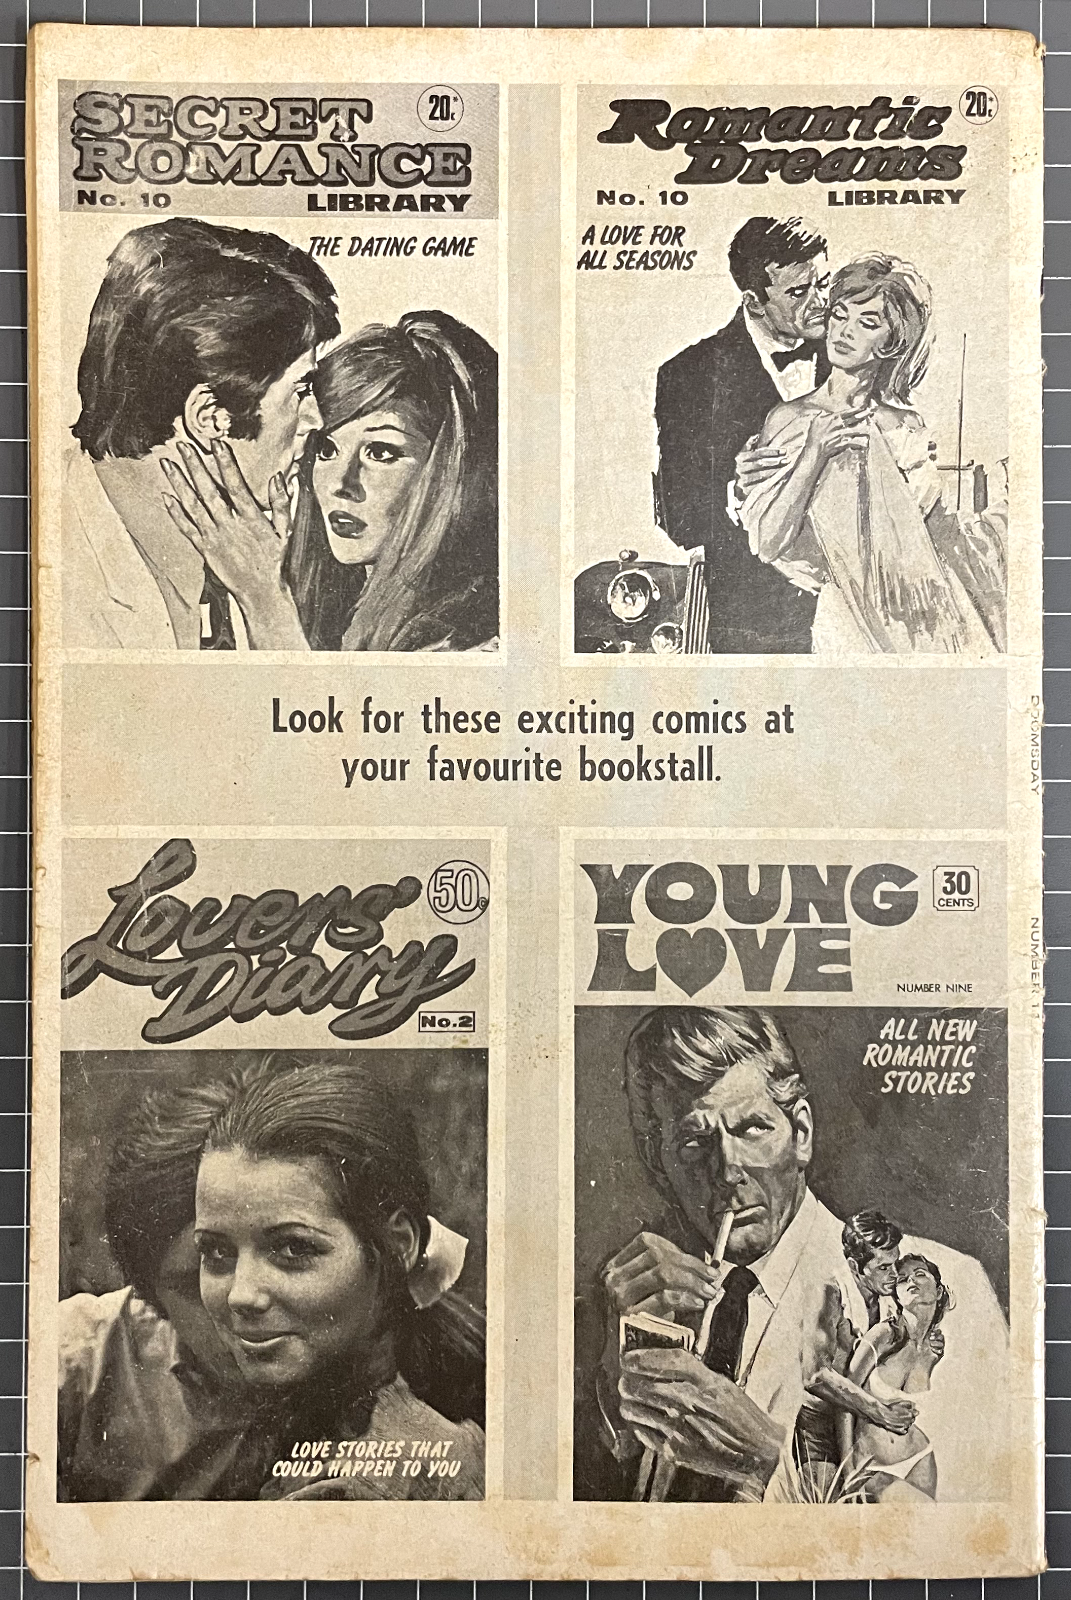 SECRET
ROMANCE
20c
No. 10 LIBRARY
THE DATING GAME
Romantic
Dreams
20c
No. 10 LIBRARY
A LOVE FOR
ALL SEASONS
Look for these exciting comics at
your favourite bookstall.
Lovers'
Diary
50c
No.2
LOVE STORIES THAT
COULD HAPPEN TO YOU
YOUNG
LOVE
30
CENTS
NUMBER NINE
ALL NEW
ROMANTIC
STORIES
DOOMSDAY
NUMBER 11